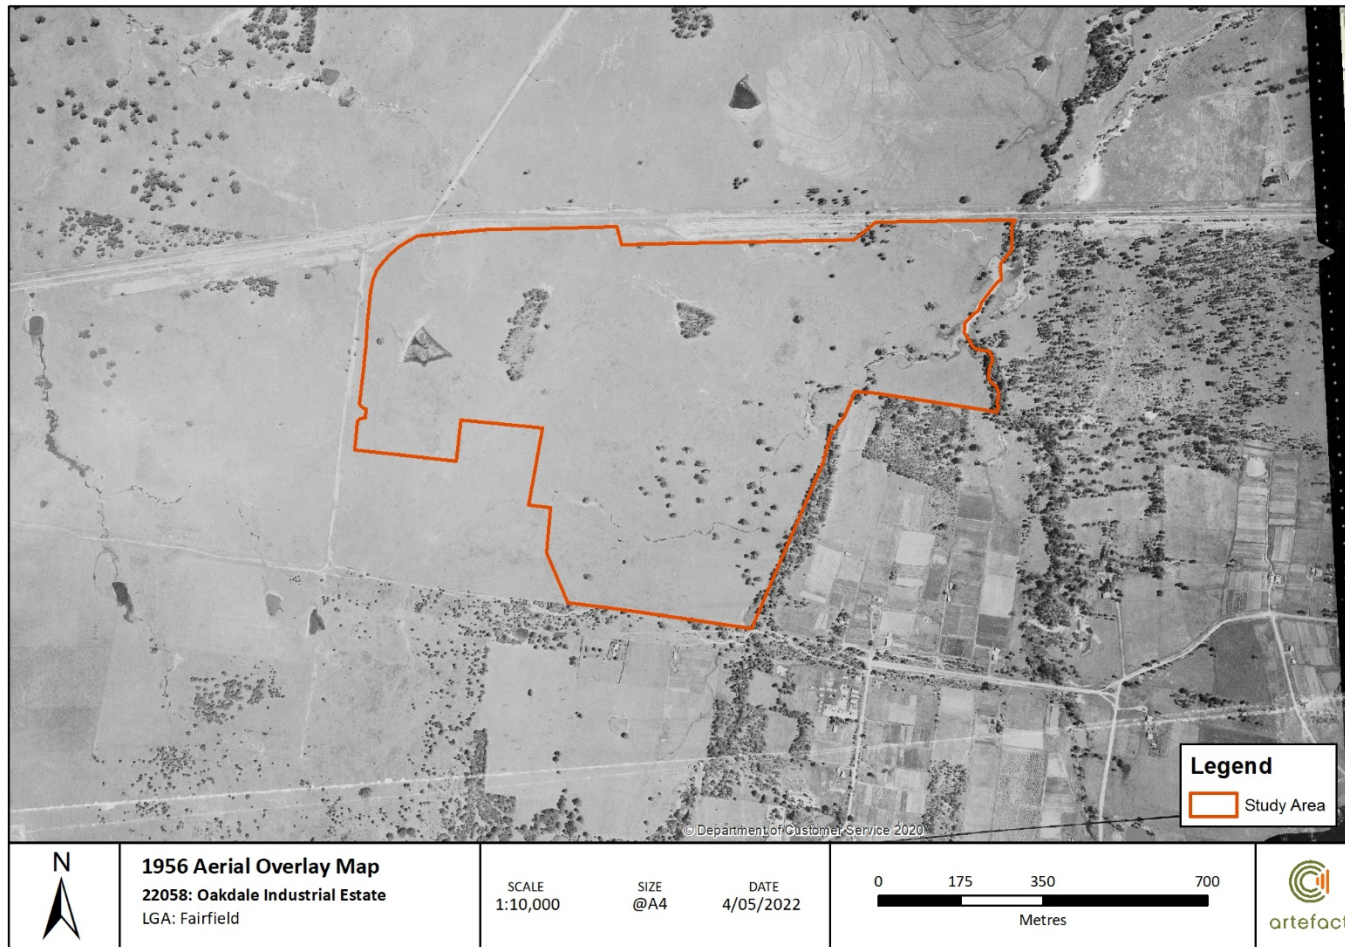 © Department of Customer Service 2020
Legend
Study Area
N
1956 Aerial Overlay Map
22058: Oakdale Industrial Estate
LGA: Fairfield
SCALE
1:10,000
SIZE
@A4
DATE
4/05/2022
0 175 350 700
Metres
artefact